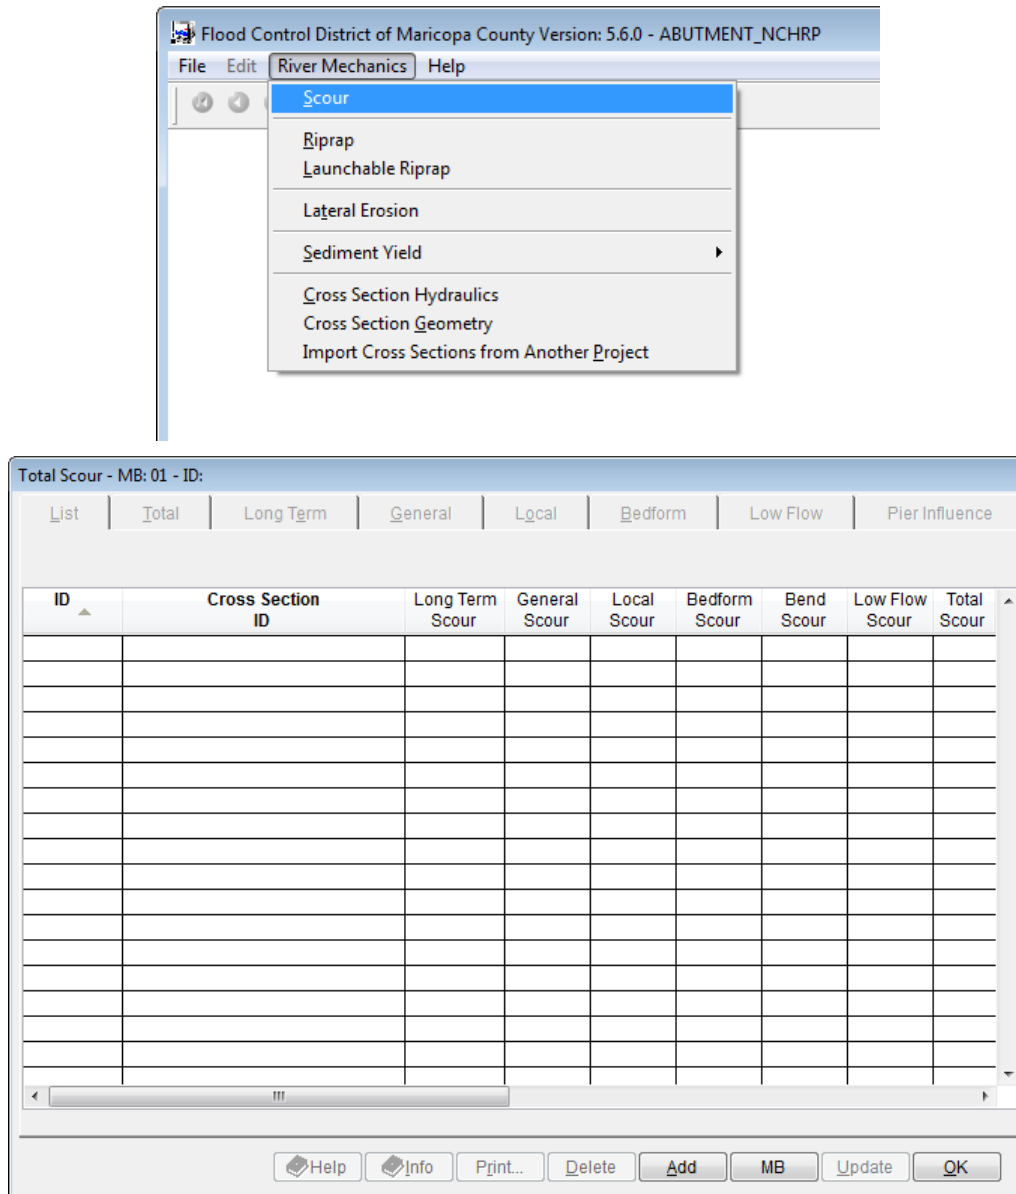 Flood Control District of Maricopa County Version: 5.6.0 - ABUTMENT_NCHRP
File Edit River Mechanics Help
Scour
Riprap
Launchable Riprap
Lateral Erosion
Sediment Yield
Cross Section Hydraulics
Cross Section Geometry
Import Cross Sections from Another Project
Total Scour - MB: 01 - ID:
List Total Long Term General Local Bedform Low Flow Pier Influence
ID Cross Section Long Term General Local Bedform Bend Low Flow Total
ID Scour Scour Scour Scour Scour Scour Scour
Help Info Print... Delete Add MB Update OK